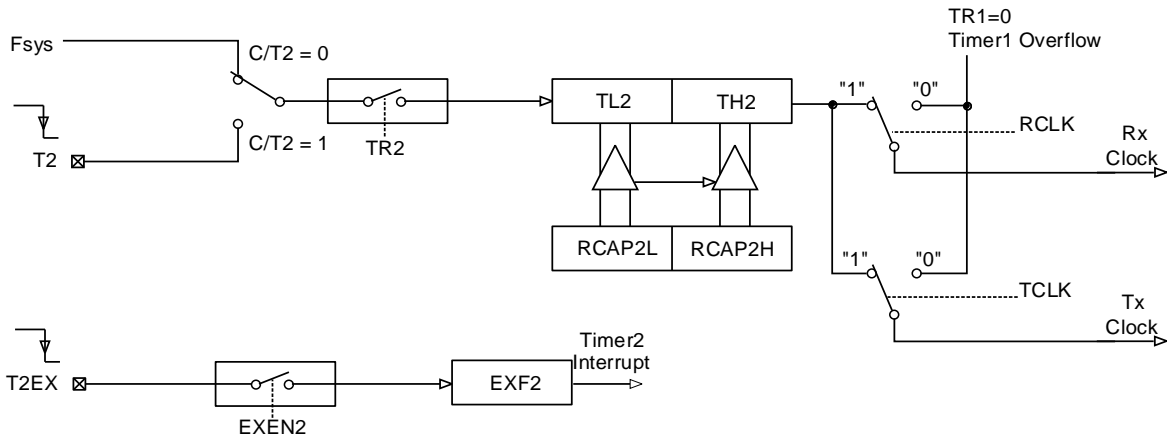 TR1=0
Timer1 Overflow
Fsys
C/T2 = 0
"1"
"0"
TL2
TH2
RCLK
Rx
Clock
T2
C/T2 = 1
TR2
RCAP2L
RCAP2H
"1"
"0"
TCLK
Tx
Clock
Timer2
Interrupt
T2EX
EXF2
EXEN2